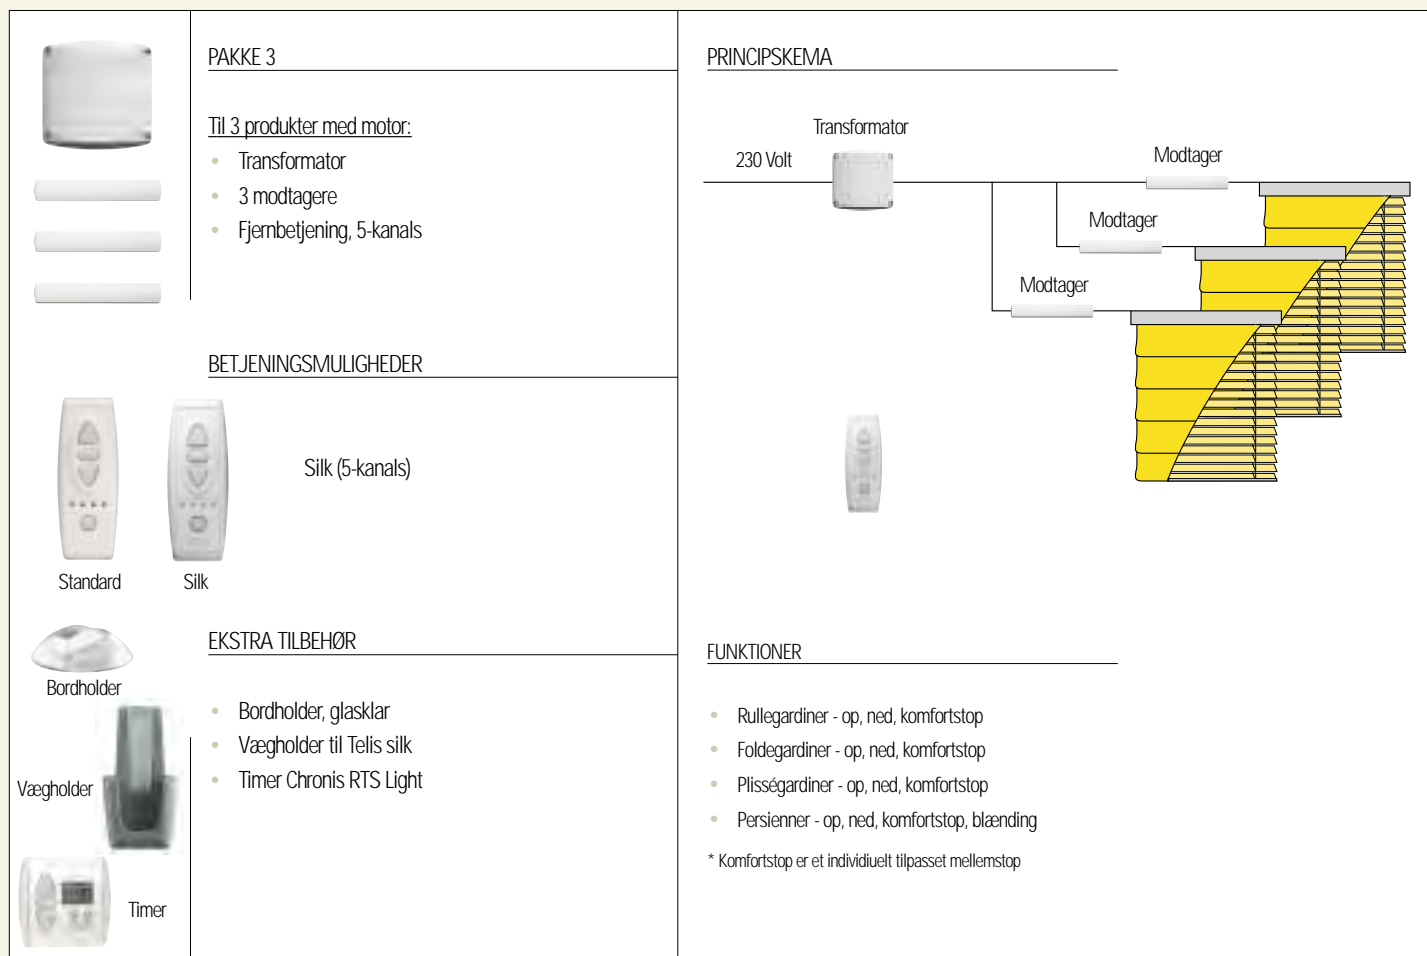 PAKKE 3
Til 3 produkter med motor:
• Transformator
• 3 modtagere
• Fjernbetjening, 5-kanals
BETJENINGSMULIGHEDER
Silk (5-kanals)
Standard
Silk
EKSTRA TILBEHØR
Bordholder
• Bordholder, glasklar
• Vægholder til Telis silk
• Timer Chronis RTS Light
Vægholder
Timer
PRINCIPSKEMA
Transformator
230 Volt
Modtager
Modtager
Modtager
FUNKTIONER
• Rullegardiner - op, ned, komfortstop
• Foldegardiner - op, ned, komfortstop
• Plisségardiner - op, ned, komfortstop
• Persienner - op, ned, komfortstop, blænding
* Komfortstop er et individiuelt tilpasset mellemstop